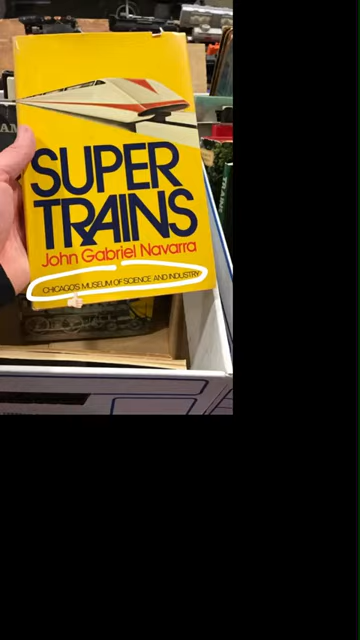 SUPER
TRAINS
John Gabriel Navarra
CHICAGO'S MUSEUM OF SCIENCE AND INDUSTRY